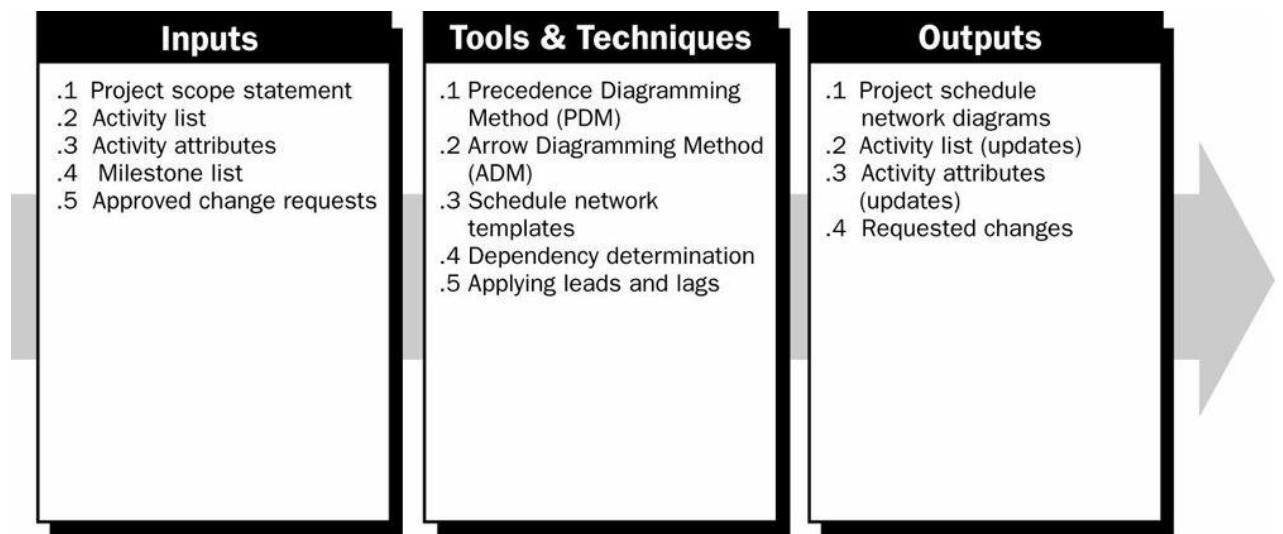 Inputs
.1 Project scope statement
.2 Activity list
.3 Activity attributes
.4 Milestone list
.5 Approved change requests
Tools & Techniques
.1 Precedence Diagramming
Method (PDM)
.2 Arrow Diagramming Method
(ADM)
.3 Schedule network
templates
.4 Dependency determination
.5 Applying leads and lags
Outputs
.1 Project schedule
network diagrams
.2 Activity list (updates)
.3 Activity attributes
(updates)
.4 Requested changes